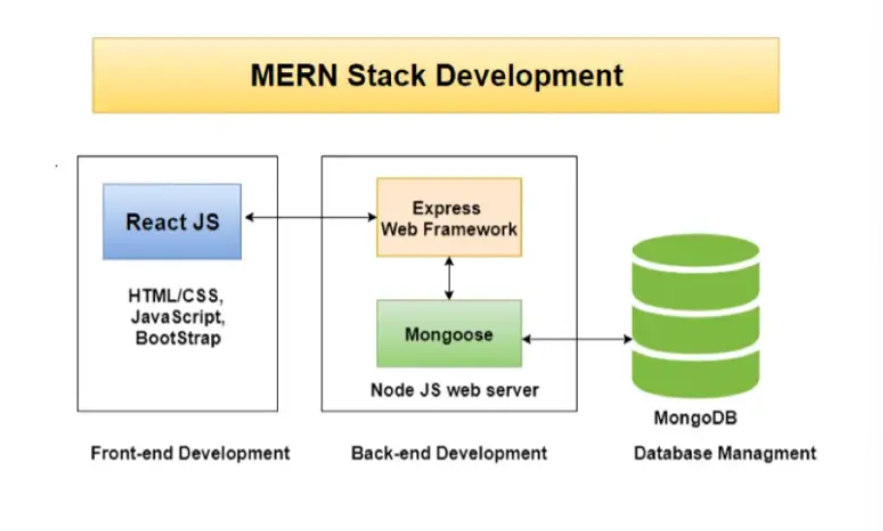 MERN Stack Development
React JS
HTML/CSS,
JavaScript,
BootStrap
Front-end Development
Express
Web Framework
Mongoose
Node JS web server
Back-end Development
MongoDB
Database Managment